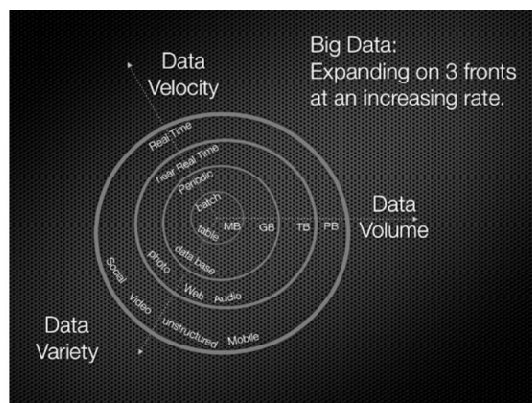 Big Data:
Expanding on 3 fronts
at an increasing rate.
Data
Velocity
Real Time
near Real Time
Periodic
batch
table
MB
GB
TB
PB
Data
Volume
data base
photo
Web
Audio
Social
video
unstructured
Mobile
Data
Variety